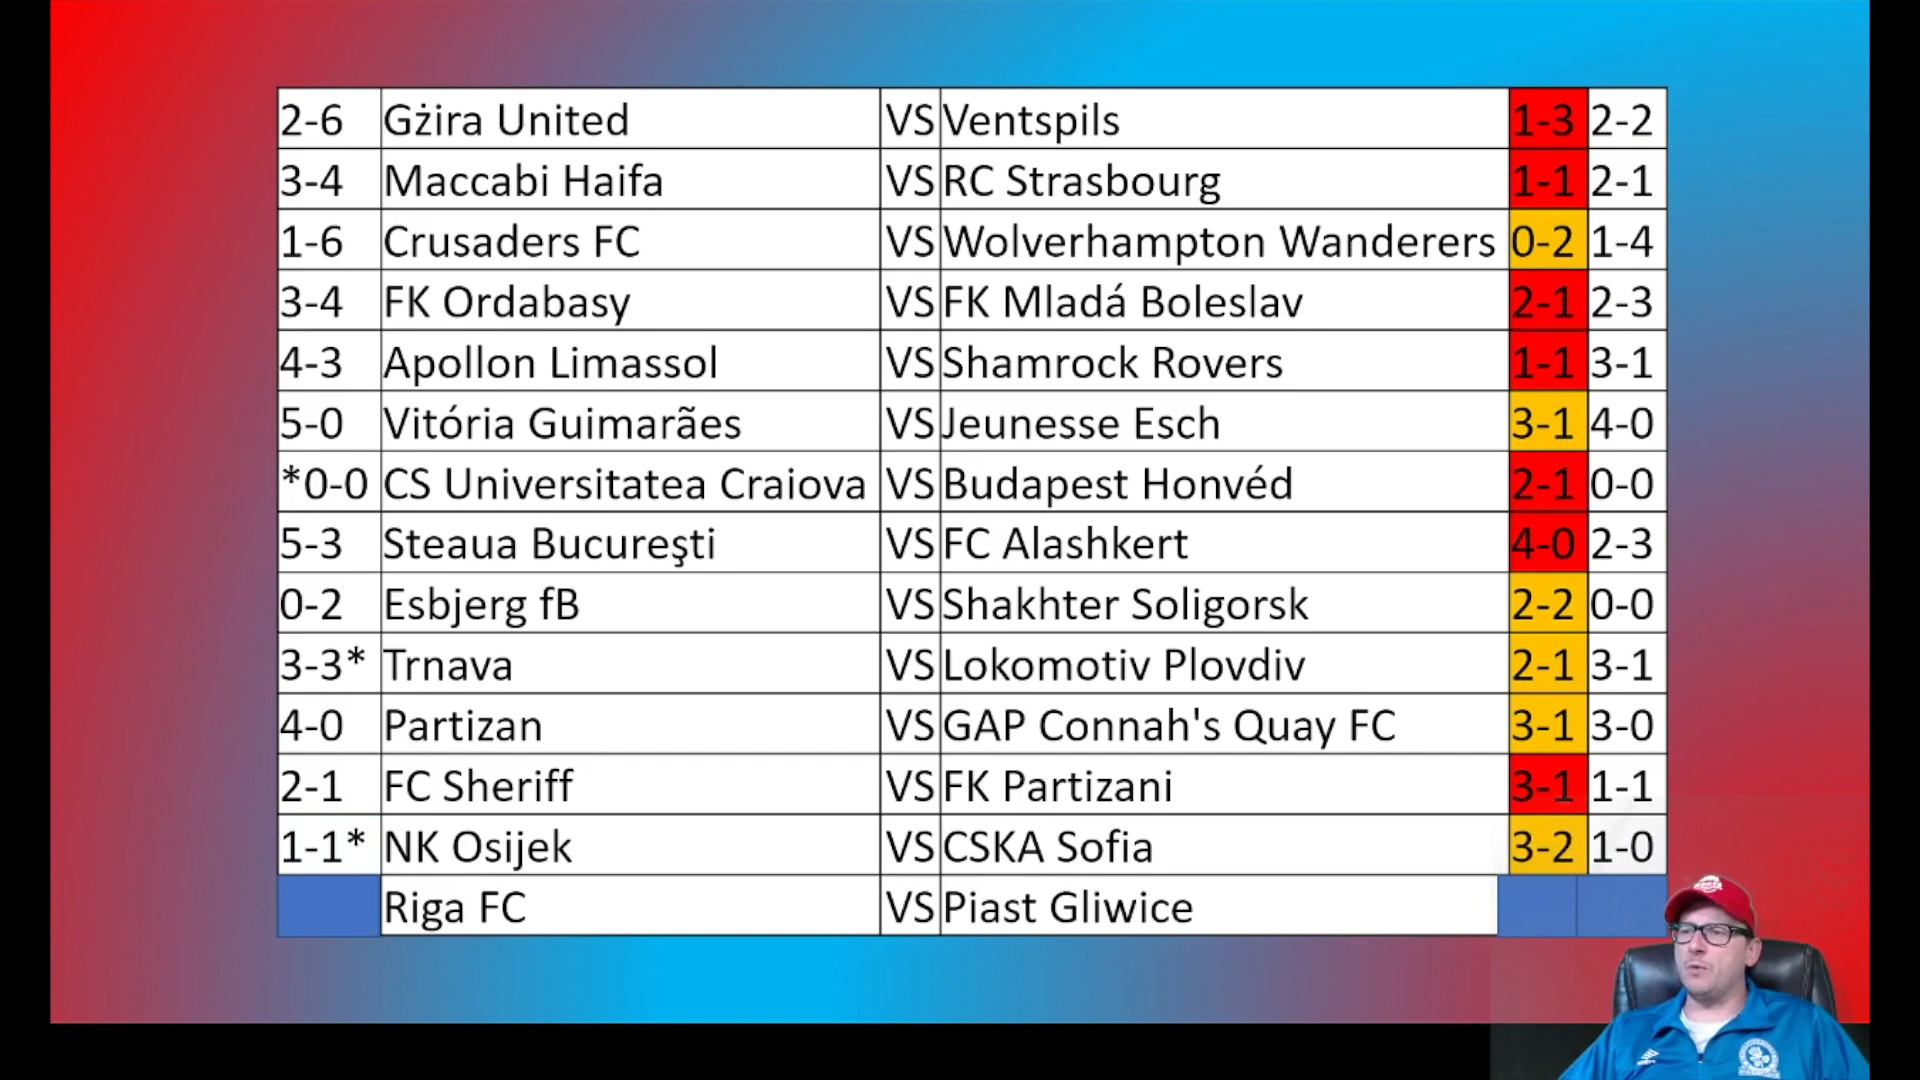 2-6 Gżira United VS Ventspils 1-3 2-2
3-4 Maccabi Haifa VS RC Strasbourg 1-1 2-1
1-6 Crusaders FC VS Wolverhampton Wanderers 0-2 1-4
3-4 FK Ordabasy VS FK Mladá Boleslav 2-1 2-3
4-3 Apollon Limassol VS Shamrock Rovers 1-1 3-1
5-0 Vitória Guimarães VS Jeunesse Esch 3-1 4-0
*0-0 CS Universitatea Craiova VS Budapest Honvéd 2-1 0-0
5-3 Steaua Bucureşti VS FC Alashkert 4-0 2-3
0-2 Esbjerg fB VS Shakhter Soligorsk 2-2 0-0
3-3* Trnava VS Lokomotiv Plovdiv 2-1 3-1
4-0 Partizan VS GAP Connah's Quay FC 3-1 3-0
2-1 FC Sheriff VS FK Partizani 3-1 1-1
1-1* NK Osijek VS CSKA Sofia 3-2 1-0
Riga FC VS Piast Gliwice